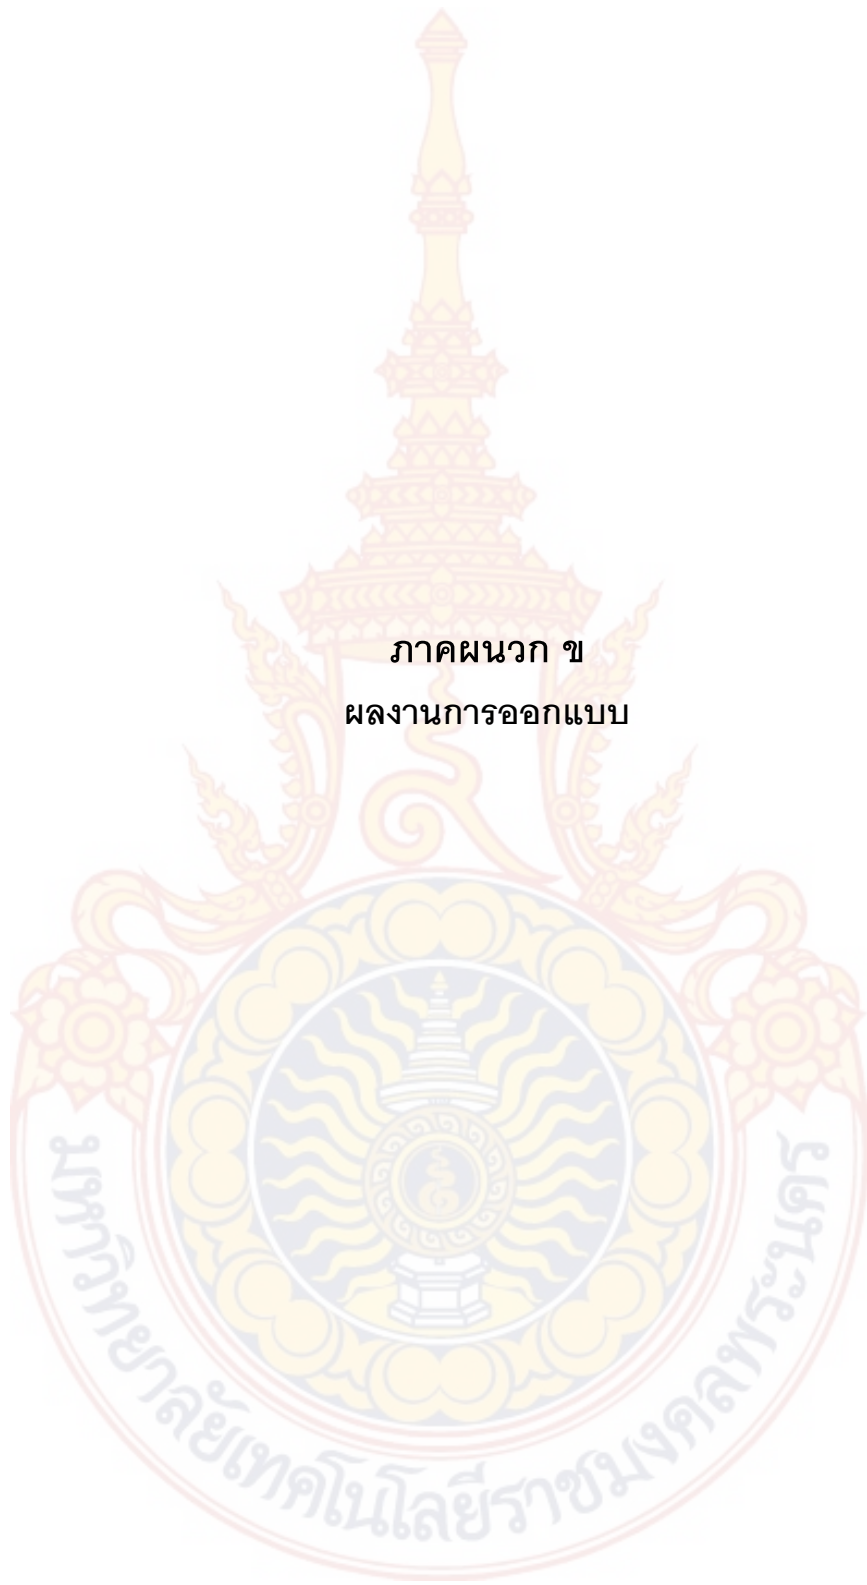 ภาคผนวก ข
ผลงานการออกแบบ
มหาวิทยาลัยเทคโนโลยีราชมงคลพระนคร